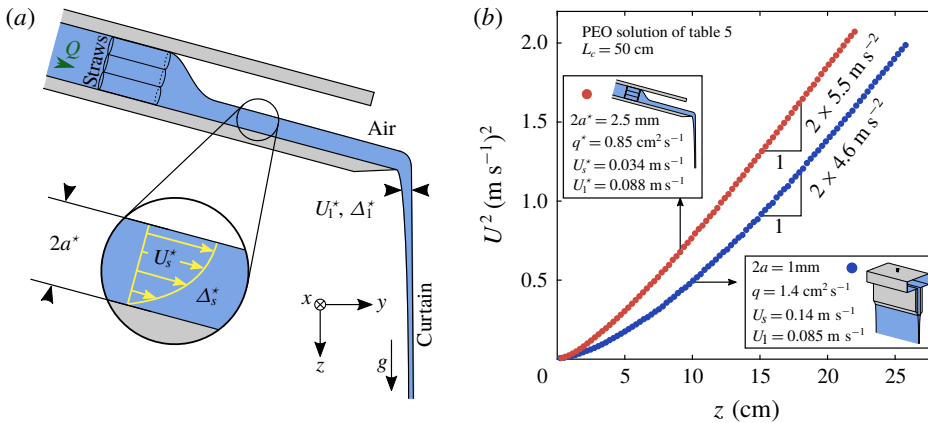 (a)
Q
Straws
Air
U₁*, Δ₁*
2a*
Uₛ*
Δₛ*
x
y
z
g
Curtain
(b)
PEO solution of table 5
L_c = 50 cm
2a* = 2.5 mm
q* = 0.85 cm² s⁻¹
Uₛ* = 0.034 m s⁻¹
U₁* = 0.088 m s⁻¹
2 × 5.5 m s⁻²
1
2 × 4.6 m s⁻²
1
2a = 1mm
q = 1.4 cm² s⁻¹
Uₛ = 0.14 m s⁻¹
U₁ = 0.085 m s⁻¹
U² (m s⁻¹)²
2.0
1.5
1.0
0.5
0
5
10
15
20
25
z (cm)